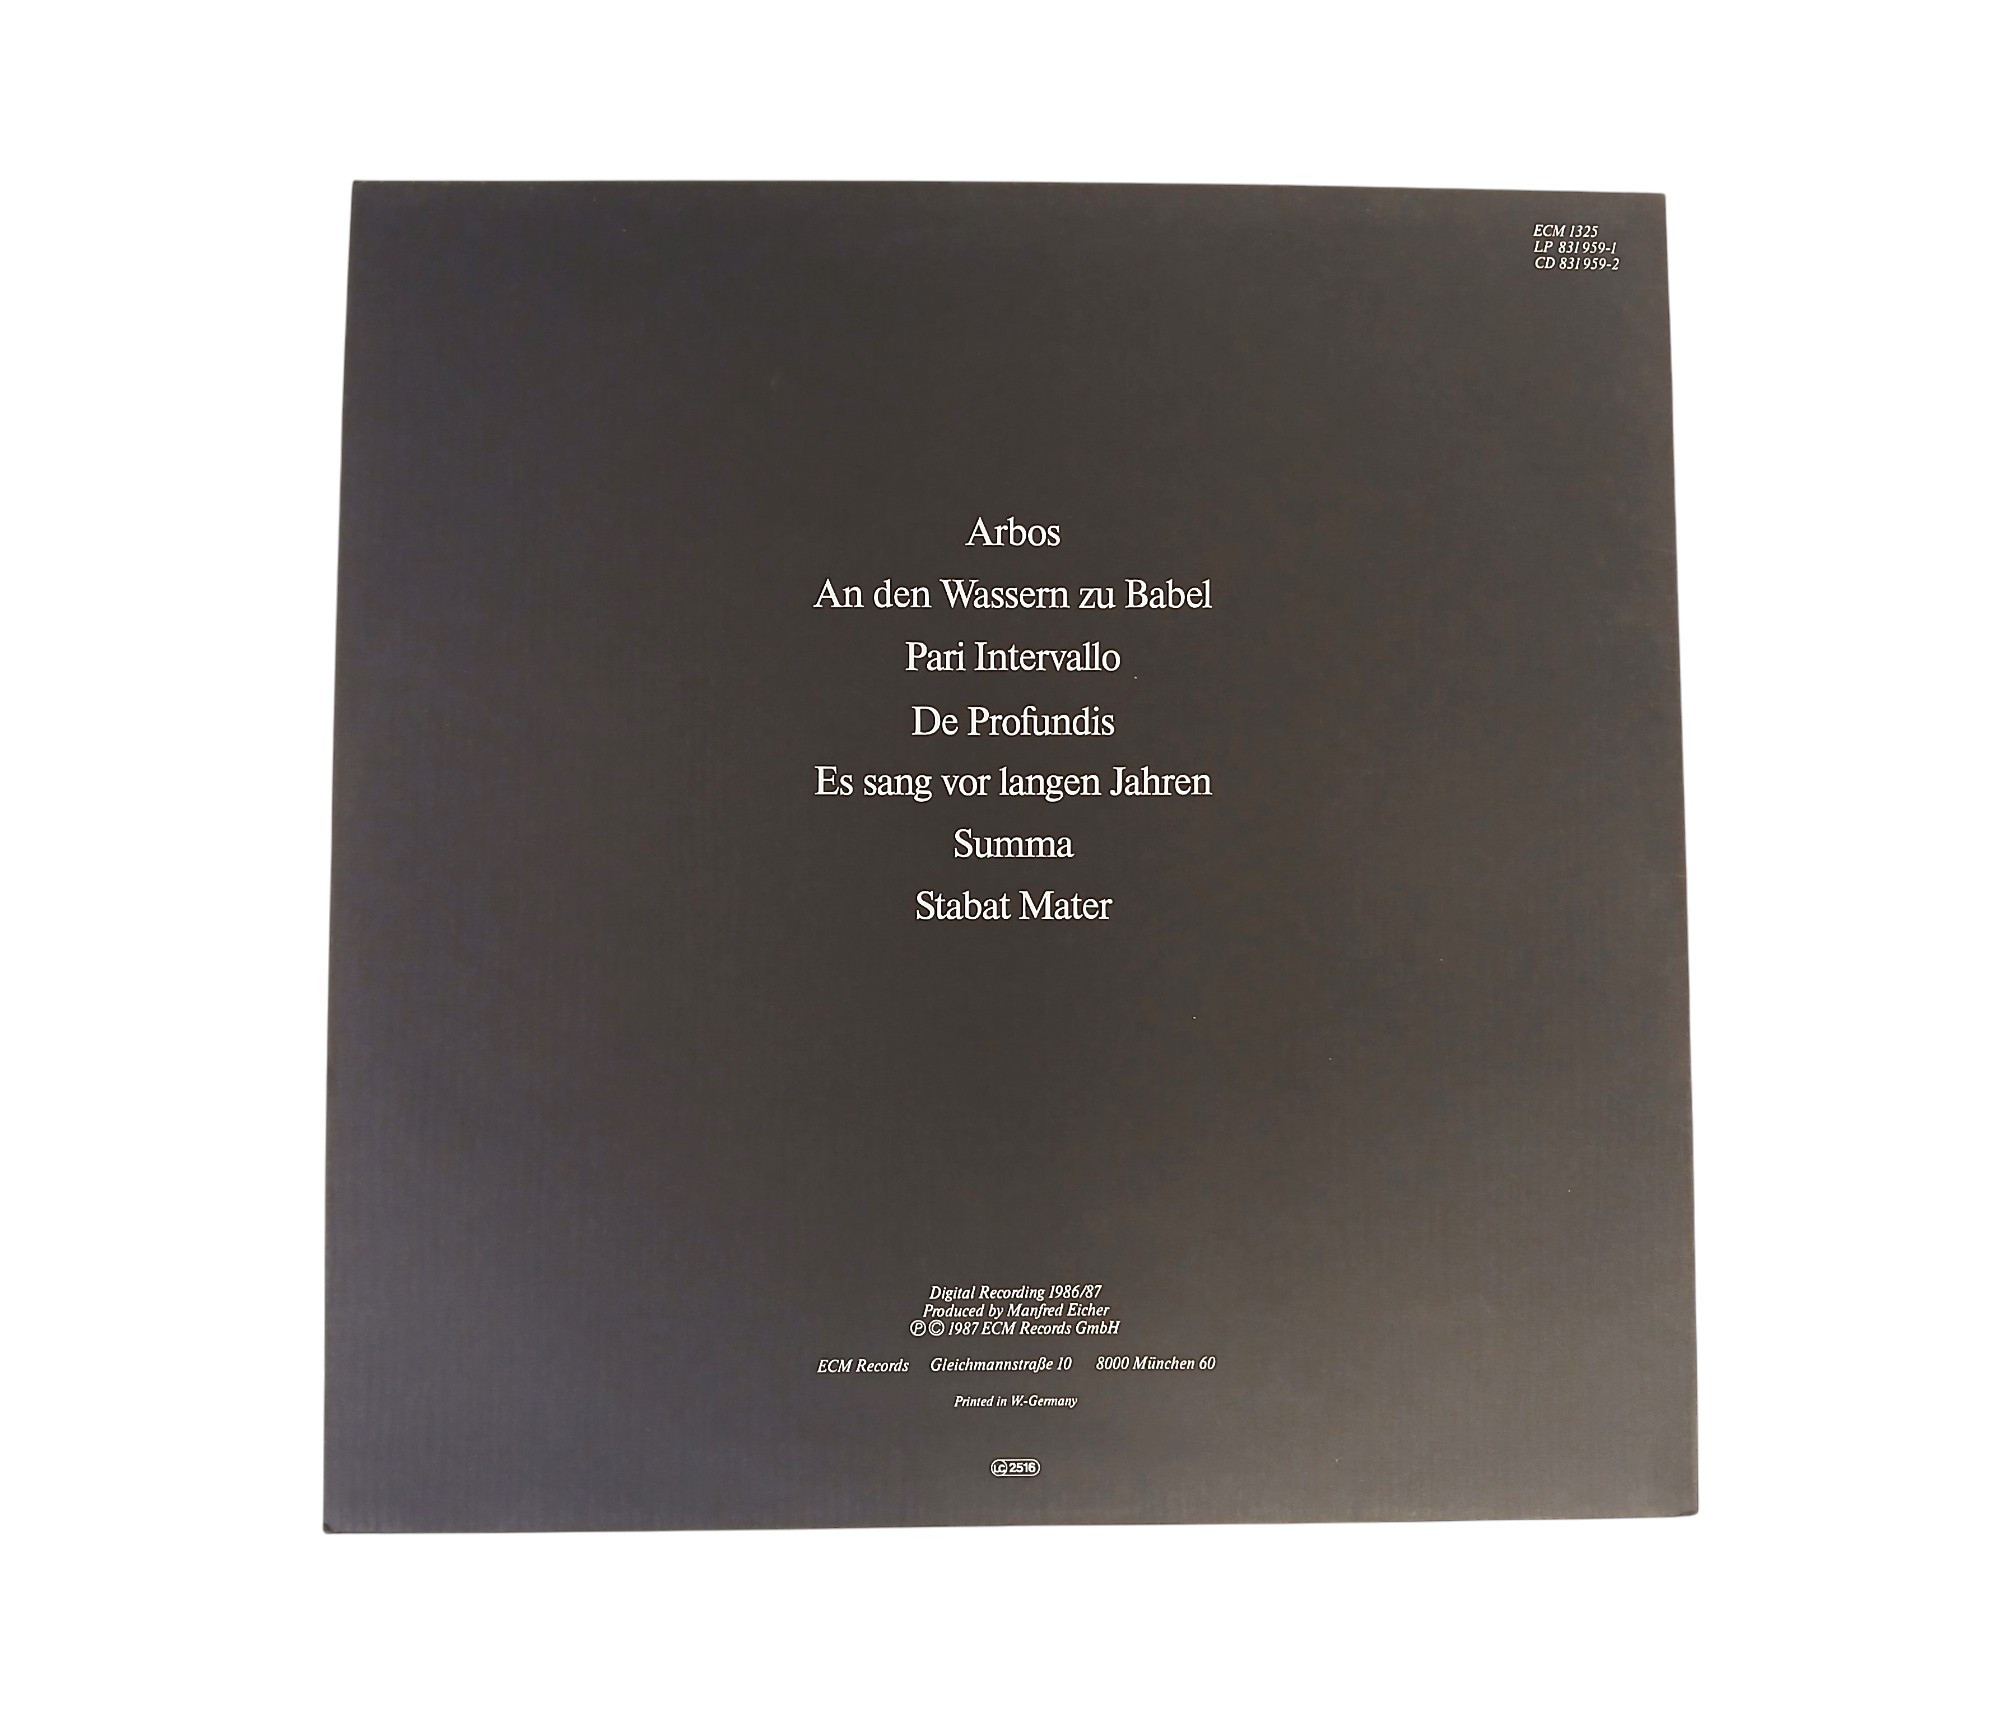 ECM 1325
LP 831 959-1
CD 831 959-2
Arbos
An den Wassern zu Babel
Pari Intervallo
De Profundis
Es sang vor langen Jahren
Summa
Stabat Mater
Digital Recording 1986/87
Produced by Manfred Eicher
℗ © 1987 ECM Records GmbH
ECM Records Gleichmannstraße 10 8000 München 60
Printed in W.-Germany
LC 2516